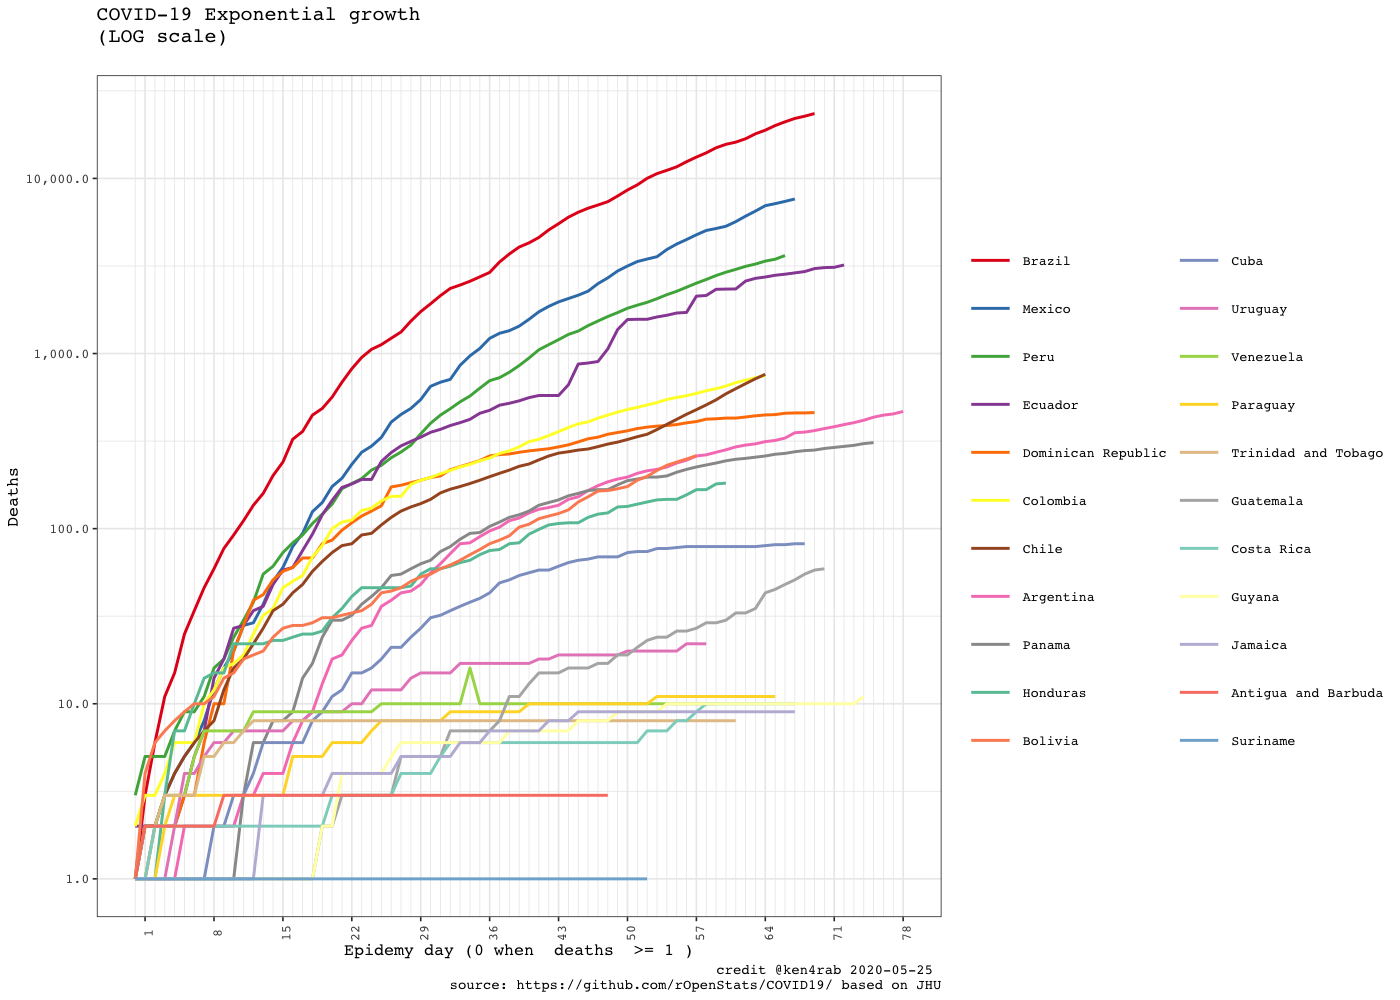 COVID-19 Exponential growth
(LOG scale)
Deaths
10,000.0
1,000.0
100.0
10.0
1.0
1 8 15 22 29 36 43 50 57 64 71 78
Epidemy day (0 when deaths >= 1 )
Brazil
Mexico
Peru
Ecuador
Dominican Republic
Colombia
Chile
Argentina
Panama
Honduras
Bolivia
Cuba
Uruguay
Venezuela
Paraguay
Trinidad and Tobago
Guatemala
Costa Rica
Guyana
Jamaica
Antigua and Barbuda
Suriname
credit @ken4rab 2020-05-25
source: https://github.com/rOpenStats/COVID19/ based on JHU